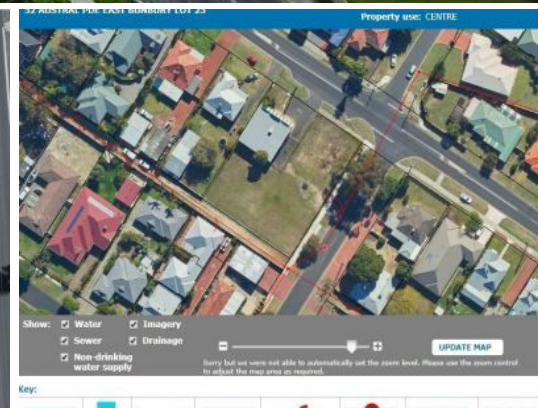 52 AUSTRAL PDE EAST BUNBURY LOT 23
Property use: CENTRE
Show: Water Imagery
Sewer Drainage
Non-drinking
water supply
UPDATE MAP
Sorry but we were not able to automatically set the zoom level. Please use the zoom control
to adjust the map area as required.
Key: